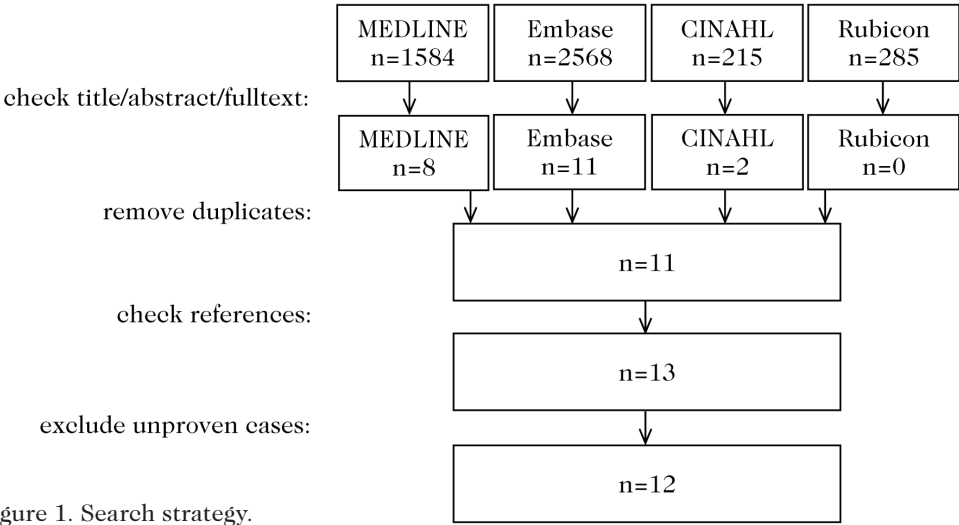 MEDLINE
n=1584
Embase
n=2568
CINAHL
n=215
Rubicon
n=285
check title/abstract/fulltext:
MEDLINE
n=8
Embase
n=11
CINAHL
n=2
Rubicon
n=0
remove duplicates:
n=11
check references:
n=13
exclude unproven cases:
n=12
gure 1. Search strategy.